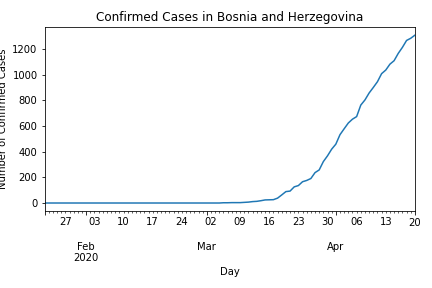 Confirmed Cases in Bosnia and Herzegovina
Number of Confirmed Cases
1200
1000
800
600
400
200
0
27 03 10 17 24 02 09 16 23 30 06 13 20
Feb Mar Apr
2020
Day